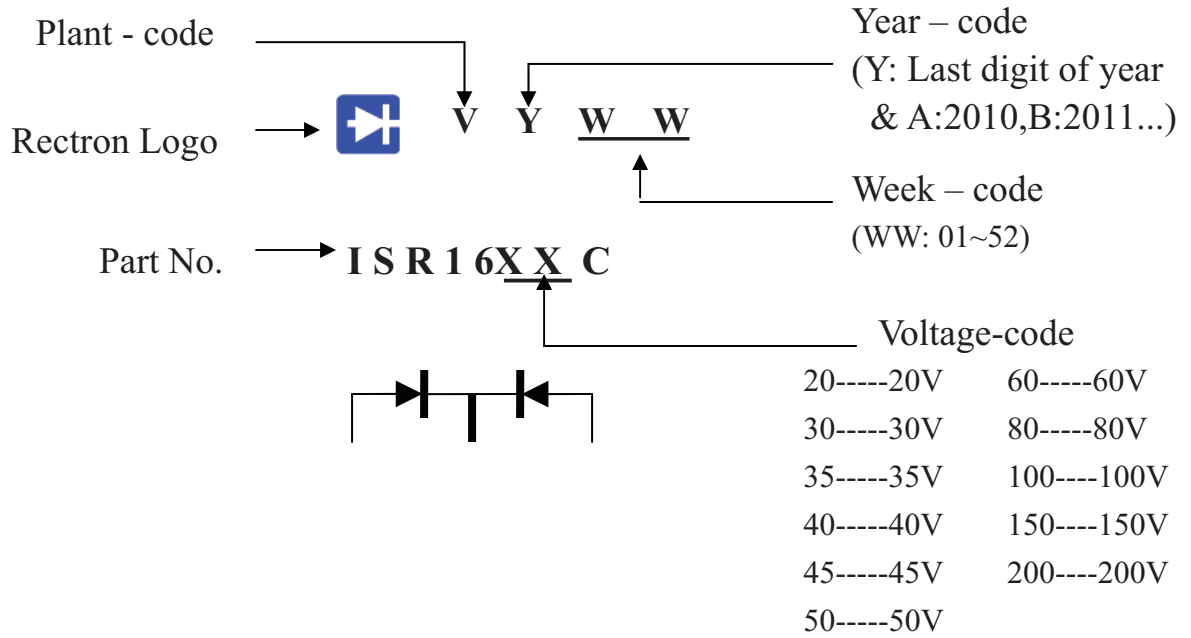 Plant - code
Year – code
(Y: Last digit of year
& A:2010,B:2011...)
V Y W W
Rectron Logo
Week – code
(WW: 01~52)
Part No.
I S R 1 6X X C
Voltage-code
20-----20V 60-----60V
30-----30V 80-----80V
35-----35V 100----100V
40-----40V 150----150V
45-----45V 200----200V
50-----50V